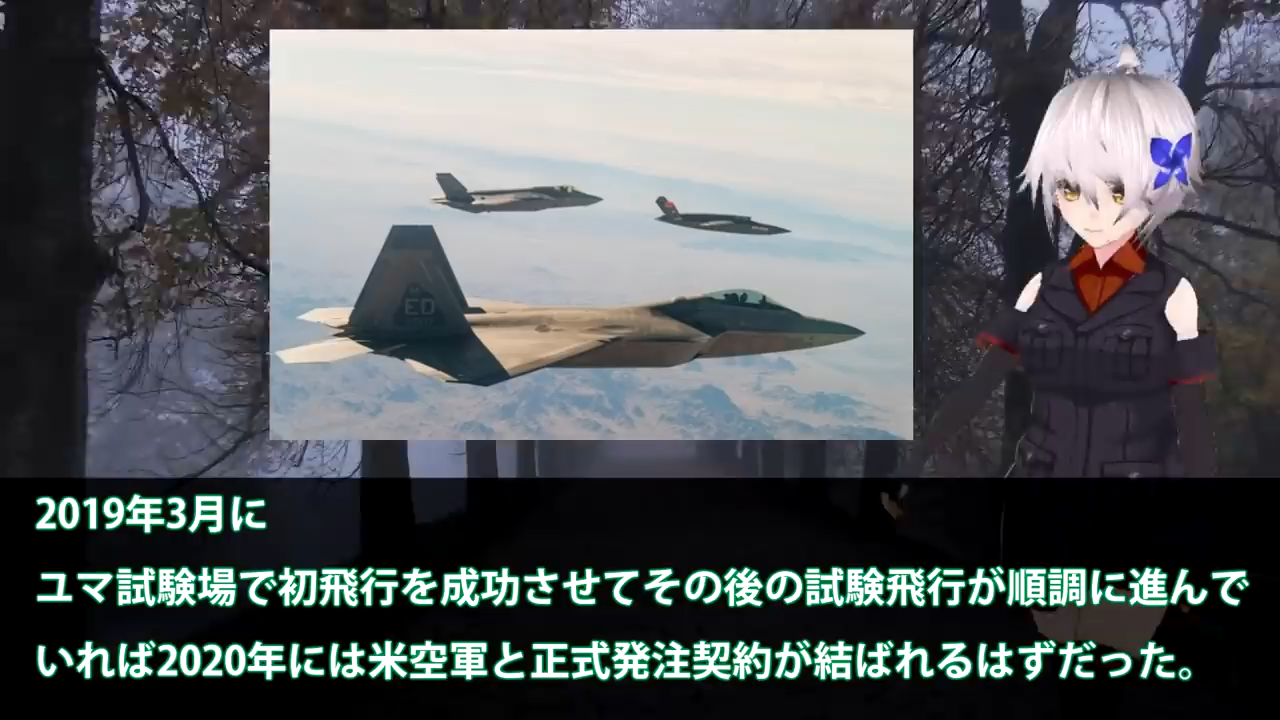 ED
2019年3月に
ユマ試験場で初飛行を成功させてその後の試験飛行が順調に進んで
いれば2020年には米空軍と正式発注契約が結ばれるはずだった。